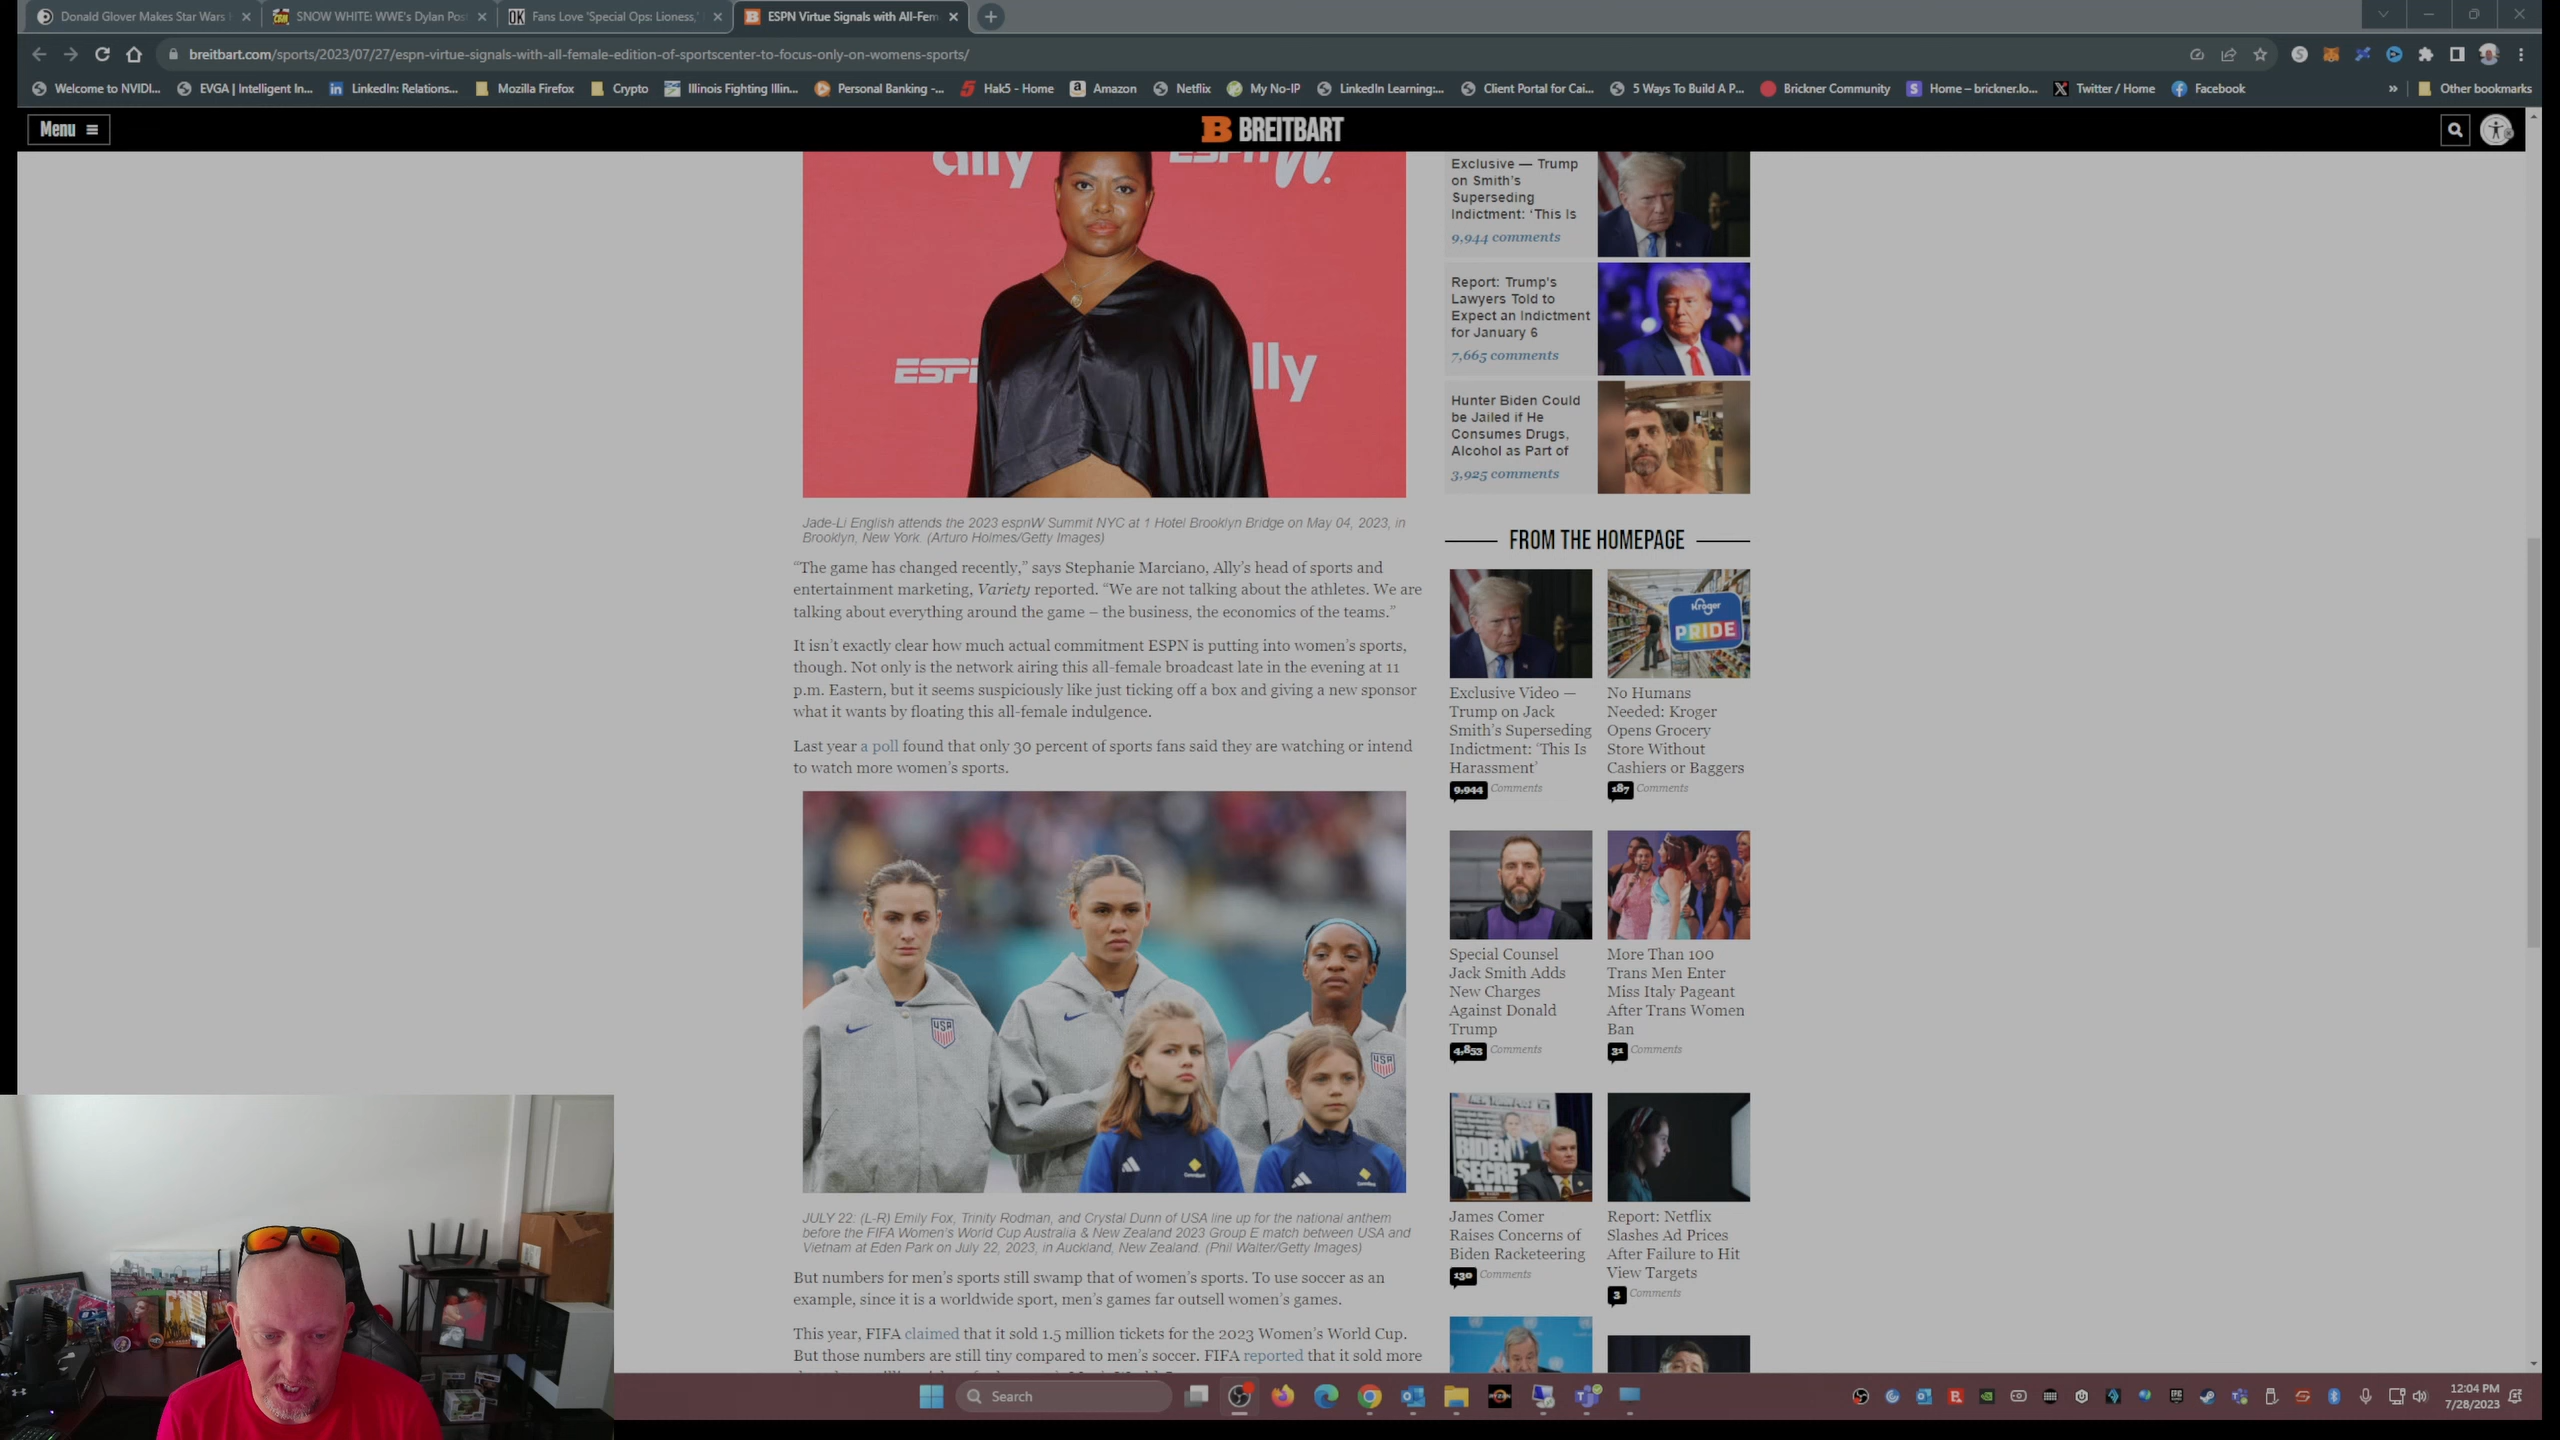 Donald Glover Makes Star Wars
SNOW WHITE: WWE's Dylan Pos
Fans Love 'Special Ops: Lioness,'
ESPN Virtue Signals with All-Fem
breitbart.com/sports/2023/07/27/espn-virtue-signals-with-all-female-edition-of-sportscenter-to-focus-only-on-womens-sports/
Welcome to NVIDI...
EVGA | Intelligent In...
LinkedIn: Relations...
Mozilla Firefox
Crypto
Illinois Fighting Illin...
Personal Banking -...
Hak5 - Home
Amazon
Netflix
My No-IP
LinkedIn Learning:...
Client Portal for Cai...
5 Ways To Build A P...
Brickner Community
Home – brickner.lo...
Twitter / Home
Facebook
Other bookmarks
Menu
BREITBART
ally
ESPNW.
ESPN
lly
Jade-Li English attends the 2023 espnW Summit NYC at 1 Hotel Brooklyn Bridge on May 04, 2023, in
Brooklyn, New York. (Arturo Holmes/Getty Images)
“The game has changed recently,” says Stephanie Marciano, Ally’s head of sports and
entertainment marketing, Variety reported. “We are not talking about the athletes. We are
talking about everything around the game – the business, the economics of the teams.”
It isn’t exactly clear how much actual commitment ESPN is putting into women’s sports,
though. Not only is the network airing this all-female broadcast late in the evening at 11
p.m. Eastern, but it seems suspiciously like just ticking off a box and giving a new sponsor
what it wants by floating this all-female indulgence.
Last year a poll found that only 30 percent of sports fans said they are watching or intend
to watch more women’s sports.
USA
USA
JULY 22: (L-R) Emily Fox, Trinity Rodman, and Crystal Dunn of USA line up for the national anthem
before the FIFA Women's World Cup Australia & New Zealand 2023 Group E match between USA and
Vietnam at Eden Park on July 22, 2023, in Auckland, New Zealand. (Phil Walter/Getty Images)
But numbers for men’s sports still swamp that of women’s sports. To use soccer as an
example, since it is a worldwide sport, men’s games far outsell women’s games.
This year, FIFA claimed that it sold 1.5 million tickets for the 2023 Women’s World Cup.
But those numbers are still tiny compared to men’s soccer. FIFA reported that it sold more
Exclusive — Trump
on Smith’s
Superseding
Indictment: ‘This Is
9,944 comments
Report: Trump's
Lawyers Told to
Expect an Indictment
for January 6
7,665 comments
Hunter Biden Could
be Jailed if He
Consumes Drugs,
Alcohol as Part of
3,925 comments
FROM THE HOMEPAGE
Exclusive Video —
Trump on Jack
Smith’s Superseding
Indictment: ‘This Is
Harassment’
9,944 Comments
Kroger
PRIDE
No Humans
Needed: Kroger
Opens Grocery
Store Without
Cashiers or Baggers
187 Comments
Special Counsel
Jack Smith Adds
New Charges
Against Donald
Trump
4,853 Comments
More Than 100
Trans Men Enter
Miss Italy Pageant
After Trans Women
Ban
31 Comments
BIDEN
SECRET
James Comer
Raises Concerns of
Biden Racketeering
130 Comments
Report: Netflix
Slashes Ad Prices
After Failure to Hit
View Targets
3 Comments
Search
12:04 PM
7/28/2023